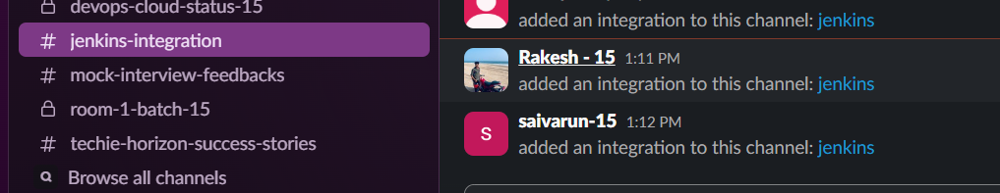 devops-cloud-status-15
# jenkins-integration
# mock-interview-feedbacks
room-1-batch-15
# techie-horizon-success-stories
Browse all channels
added an integration to this channel: jenkins
Rakesh - 15 1:11 PM
added an integration to this channel: jenkins
S
saivarun-15 1:12 PM
added an integration to this channel: jenkins